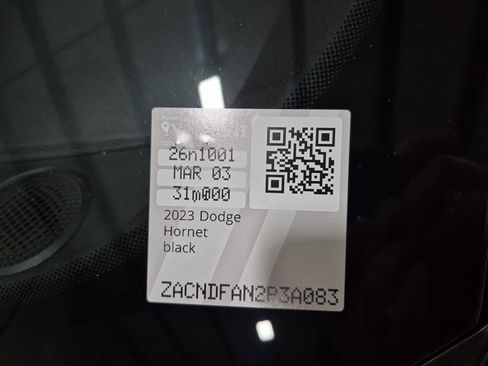 26n1001
MAR 03
31m000
2023 Dodge
Hornet
black
ZACNDFAN2P3A083